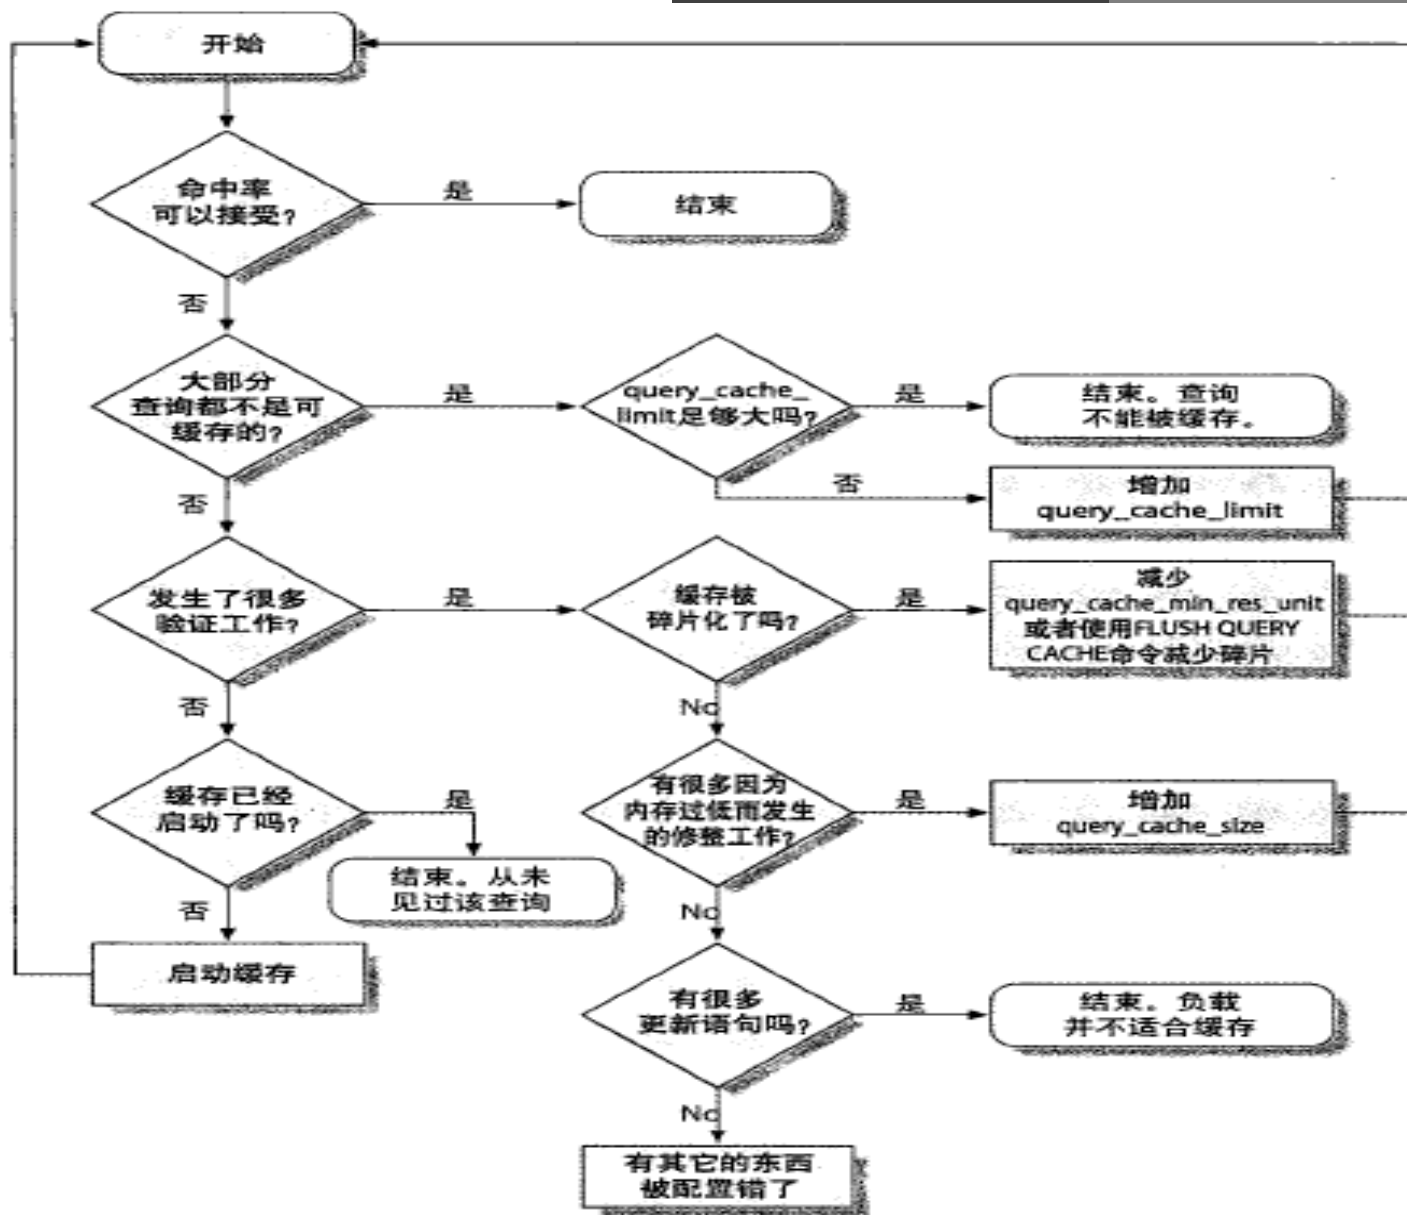 开始
命中率
可以接受?
是
结束
否
大部分
查询都不是可
缓存的?
是
query_cache_
limit足够大吗?
是
结束。查询
不能被缓存。
否
增加
query_cache_limit
否
发生了很多
验证工作?
是
缓存被
碎片化了吗?
是
减少
query_cache_min_res_unit
或者使用FLUSH QUERY
CACHE命令减少碎片
否
No
缓存已经
启动了吗?
是
结束。从未
见过该查询
有很多因为
内存过低而发生
的修整工作?
是
增加
query_cache_size
否
No
启动缓存
有很多
更新语句吗?
是
结束。负载
并不适合缓存
No
有其它的东西
被配置错了